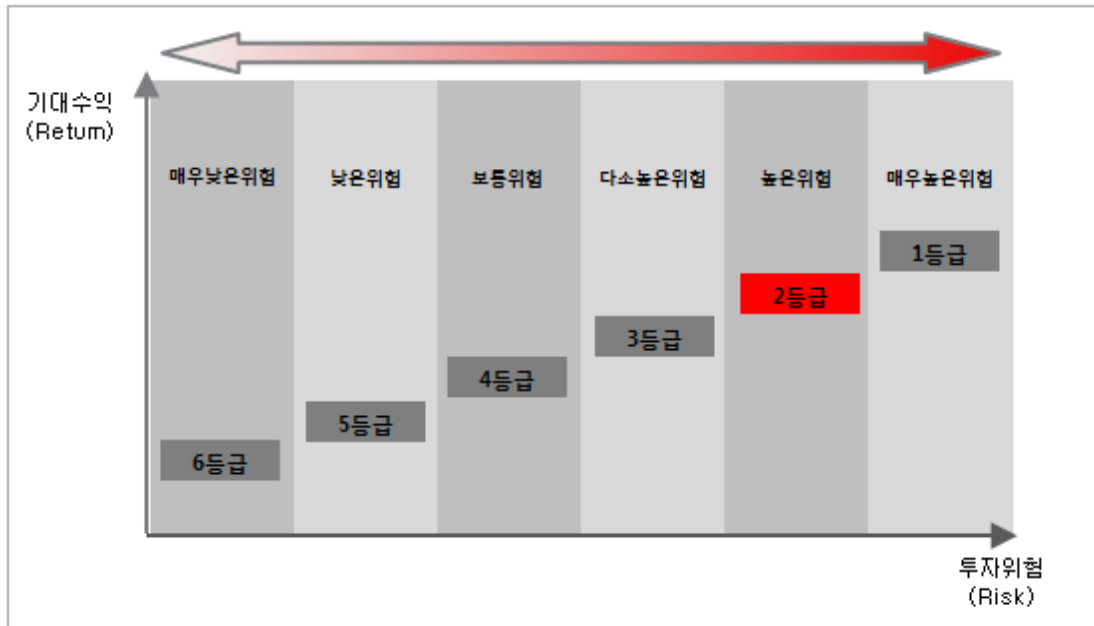 기대수익
(Retum)
매우낮은위험
낮은위험
보통위험
다소높은위험
높은위험
매우높은위험
1등급
2등급
3등급
4등급
5등급
6등급
투자위험
(Risk)